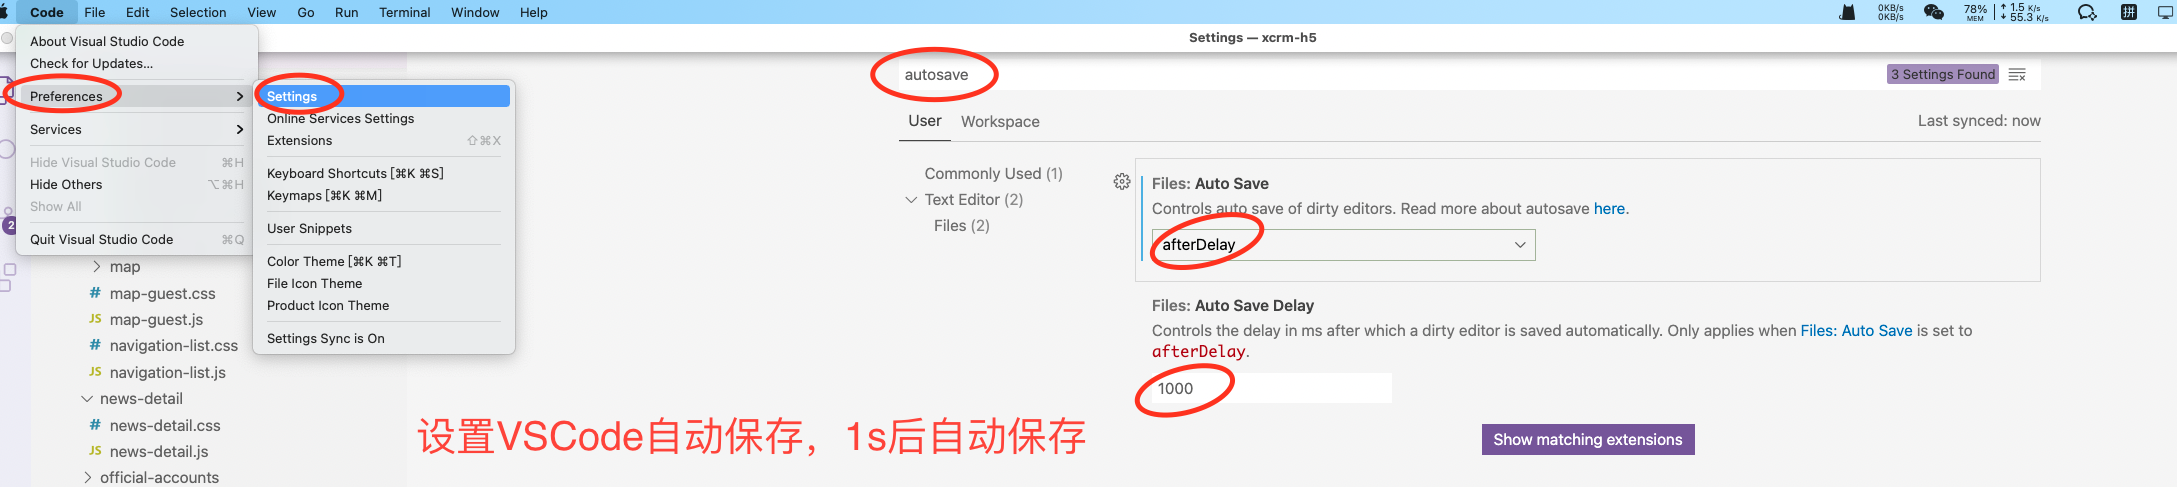 Code File Edit Selection View Go Run Terminal Window Help
0KB/s
0KB/s
78%
MEM
↑ 1.5 K/s
↓ 55.3 K/s
拼
Settings — xcrm-h5
About Visual Studio Code
Check for Updates...
Preferences
Services
Hide Visual Studio Code ⌘H
Hide Others ⌥⌘H
Show All
Quit Visual Studio Code ⌘Q
Settings
Online Services Settings
Extensions ⇧⌘X
Keyboard Shortcuts [⌘K ⌘S]
Keymaps [⌘K ⌘M]
User Snippets
Color Theme [⌘K ⌘T]
File Icon Theme
Product Icon Theme
Settings Sync is On
2
map
# map-guest.css
JS map-guest.js
# navigation-list.css
JS navigation-list.js
news-detail
# news-detail.css
JS news-detail.js
official-accounts
autosave
3 Settings Found
User Workspace
Last synced: now
Commonly Used (1)
Text Editor (2)
Files (2)
Files: Auto Save
Controls auto save of dirty editors. Read more about autosave here.
afterDelay
Files: Auto Save Delay
Controls the delay in ms after which a dirty editor is saved automatically. Only applies when Files: Auto Save is set to
afterDelay.
1000
设置VSCode自动保存，1s后自动保存
Show matching extensions